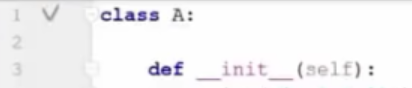 1 class A:
2
3 def __init__(self):